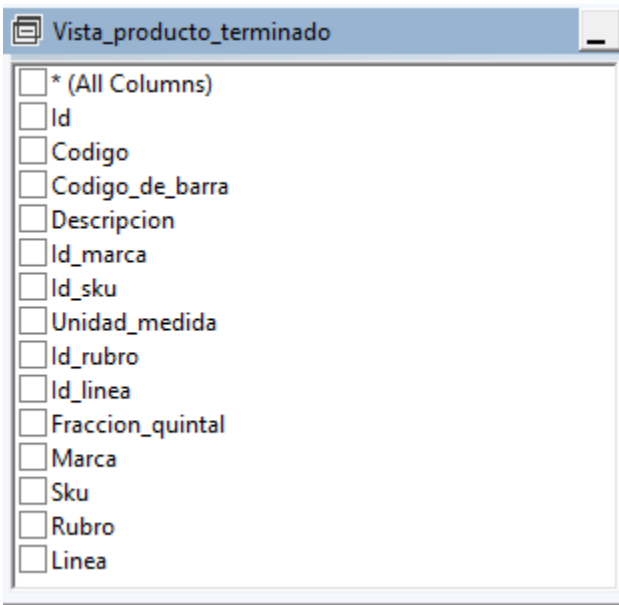 Vista_producto_terminado
* (All Columns)
Id
Codigo
Codigo_de_barra
Descripcion
Id_marca
Id_sku
Unidad_medida
Id_rubro
Id_linea
Fraccion_quintal
Marca
Sku
Rubro
Linea